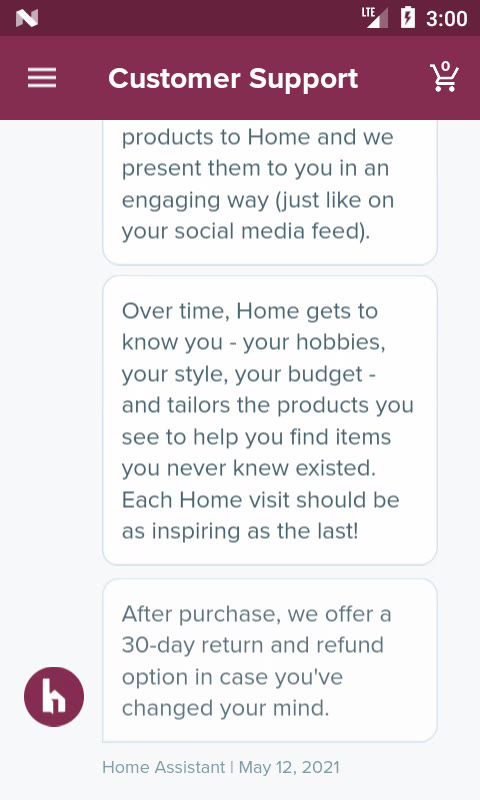 LTE 3:00
Customer Support 0
products to Home and we
present them to you in an
engaging way (just like on
your social media feed).
Over time, Home gets to
know you - your hobbies,
your style, your budget -
and tailors the products you
see to help you find items
you never knew existed.
Each Home visit should be
as inspiring as the last!
After purchase, we offer a
30-day return and refund
option in case you've
changed your mind.
h
Home Assistant | May 12, 2021